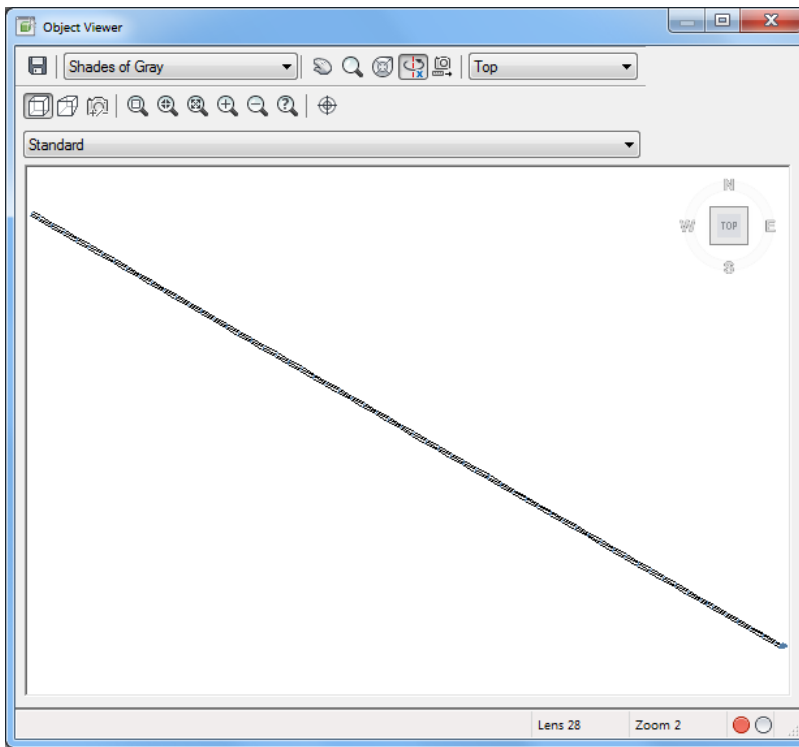 Object Viewer
Shades of Gray
Top
Standard
N
W TOP E
S
Lens 28 Zoom 2